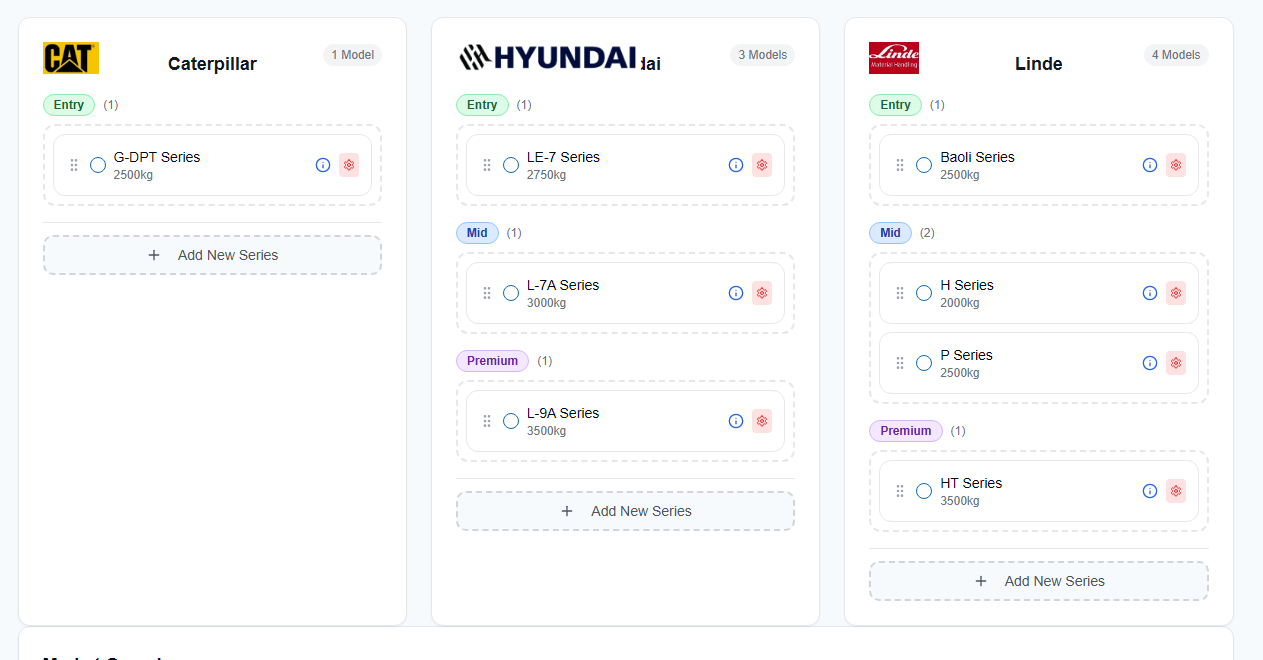 CAT
Caterpillar
1 Model
Entry (1)
G-DPT Series
2500kg
Add New Series
HYUNDAI
dai
3 Models
Entry (1)
LE-7 Series
2750kg
Mid (1)
L-7A Series
3000kg
Premium (1)
L-9A Series
3500kg
Add New Series
Linde
Material Handling
Linde
4 Models
Entry (1)
Baoli Series
2500kg
Mid (2)
H Series
2000kg
P Series
2500kg
Premium (1)
HT Series
3500kg
Add New Series